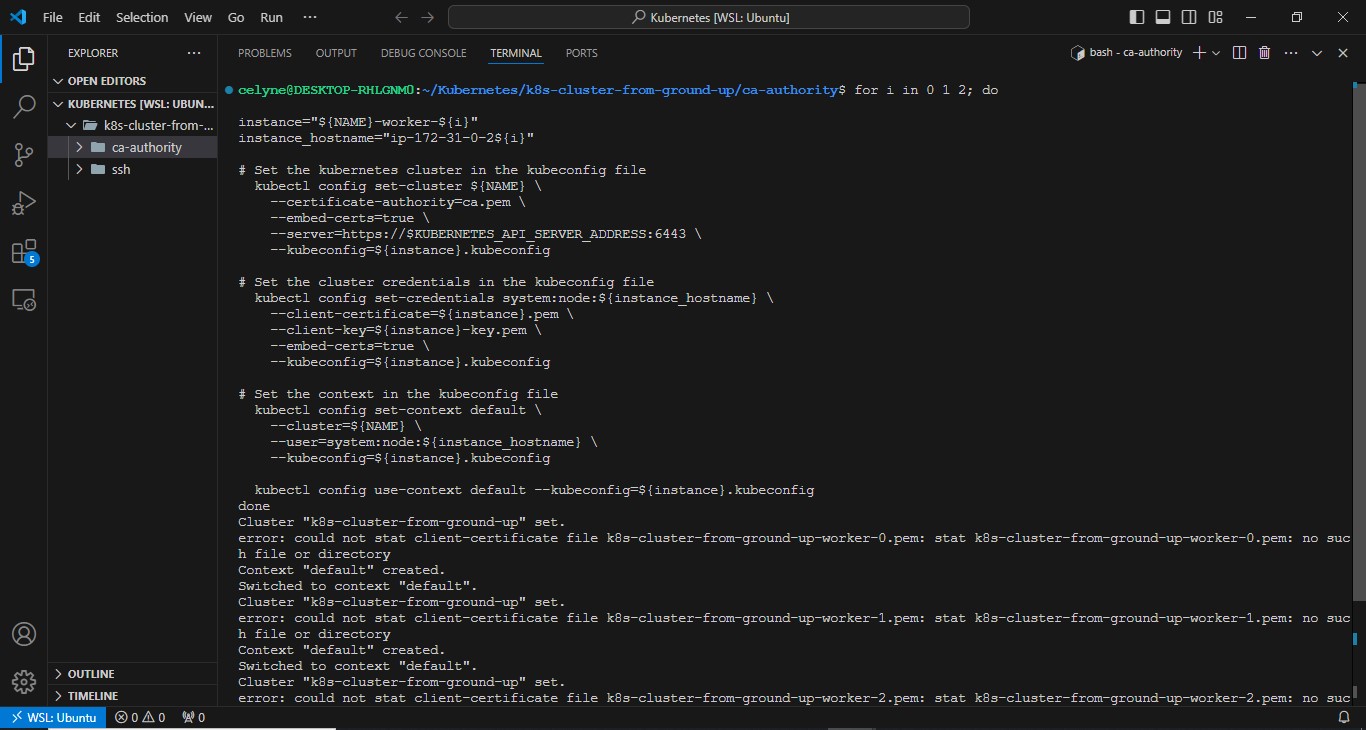 File Edit Selection View Go Run ···
Kubernetes [WSL: Ubuntu]
EXPLORER ···
OPEN EDITORS
KUBERNETES [WSL: UBUN...
k8s-cluster-from-...
ca-authority
ssh
5
OUTLINE
TIMELINE
PROBLEMS OUTPUT DEBUG CONSOLE TERMINAL PORTS
bash - ca-authority
celyne@DESKTOP-RHLGNM0:~/Kubernetes/k8s-cluster-from-ground-up/ca-authority$ for i in 0 1 2; do
instance="${NAME}-worker-${i}"
instance_hostname="ip-172-31-0-2${i}"
# Set the kubernetes cluster in the kubeconfig file
kubectl config set-cluster ${NAME} \
--certificate-authority=ca.pem \
--embed-certs=true \
--server=https://$KUBERNETES_API_SERVER_ADDRESS:6443 \
--kubeconfig=${instance}.kubeconfig
# Set the cluster credentials in the kubeconfig file
kubectl config set-credentials system:node:${instance_hostname} \
--client-certificate=${instance}.pem \
--client-key=${instance}-key.pem \
--embed-certs=true \
--kubeconfig=${instance}.kubeconfig
# Set the context in the kubeconfig file
kubectl config set-context default \
--cluster=${NAME} \
--user=system:node:${instance_hostname} \
--kubeconfig=${instance}.kubeconfig
kubectl config use-context default --kubeconfig=${instance}.kubeconfig
done
Cluster "k8s-cluster-from-ground-up" set.
error: could not stat client-certificate file k8s-cluster-from-ground-up-worker-0.pem: stat k8s-cluster-from-ground-up-worker-0.pem: no suc
h file or directory
Context "default" created.
Switched to context "default".
Cluster "k8s-cluster-from-ground-up" set.
error: could not stat client-certificate file k8s-cluster-from-ground-up-worker-1.pem: stat k8s-cluster-from-ground-up-worker-1.pem: no suc
h file or directory
Context "default" created.
Switched to context "default".
Cluster "k8s-cluster-from-ground-up" set.
error: could not stat client-certificate file k8s-cluster-from-ground-up-worker-2.pem: stat k8s-cluster-from-ground-up-worker-2.pem: no suc
WSL: Ubuntu 0 0 0